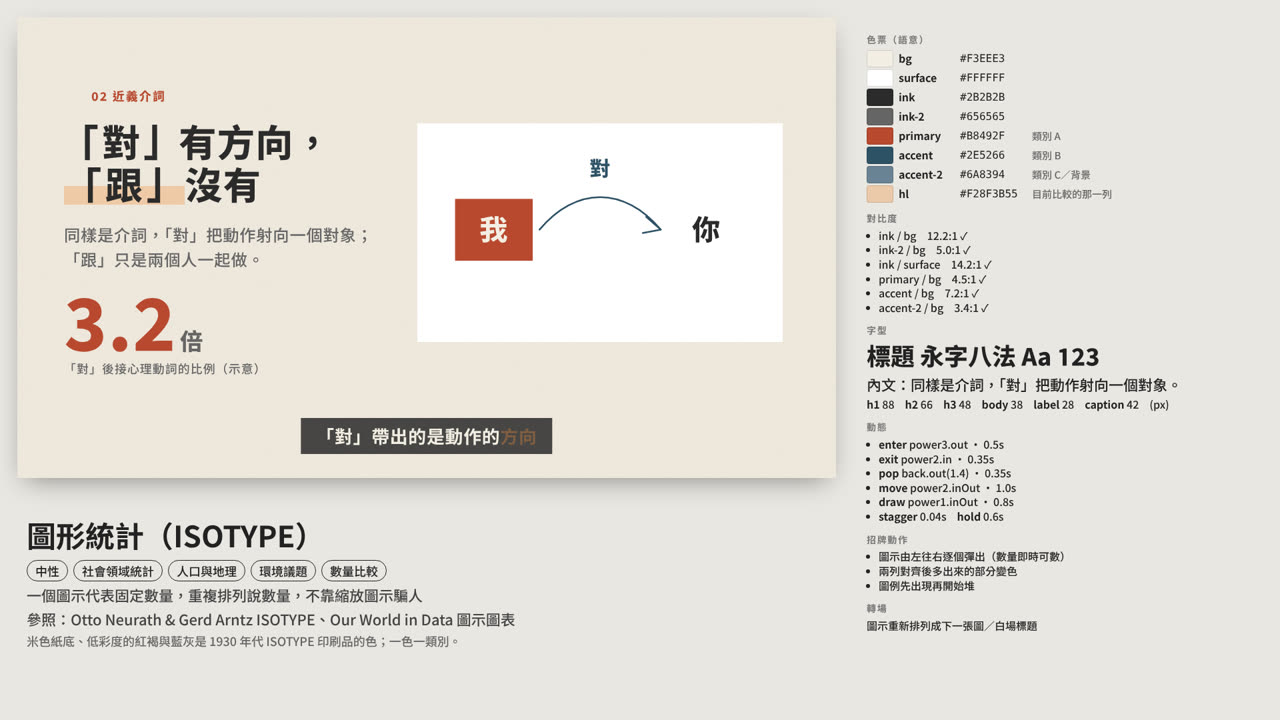 02 近義介詞
「對」有方向，
「跟」沒有
同樣是介詞，「對」把動作射向一個對象；
「跟」只是兩個人一起做。
3.2 倍
「對」後接心理動詞的比例（示意）
對
我
你
「對」帶出的是動作的方向
圖形統計（ISOTYPE）
中性 社會領域統計 人口與地理 環境議題 數量比較
一個圖示代表固定數量，重複排列說數量，不靠縮放圖示騙人
參照：Otto Neurath & Gerd Arntz ISOTYPE、Our World in Data 圖示圖表
米色紙底、低彩度的紅褐與藍灰是 1930 年代 ISOTYPE 印刷品的色；一色一類別。
色票（語意）
bg #F3EEE3
surface #FFFFFF
ink #2B2B2B
ink-2 #656565
primary #B8492F 類別 A
accent #2E5266 類別 B
accent-2 #6A8394 類別 C／背景
hl #F28F3B55 目前比較的那一列
對比度
ink / bg 12.2:1 ✓
ink-2 / bg 5.0:1 ✓
ink / surface 14.2:1 ✓
primary / bg 4.5:1 ✓
accent / bg 7.2:1 ✓
accent-2 / bg 3.4:1 ✓
字型
標題 永字八法 Aa 123
內文：同樣是介詞，「對」把動作射向一個對象。
h1 88 h2 66 h3 48 body 38 label 28 caption 42 (px)
動態
enter power3.out · 0.5s
exit power2.in · 0.35s
pop back.out(1.4) · 0.35s
move power2.inOut · 1.0s
draw power1.inOut · 0.8s
stagger 0.04s hold 0.6s
招牌動作
圖示由左往右逐個彈出（數量即時可數）
兩列對齊後多出來的部分變色
圖例先出現再開始堆
轉場
圖示重新排列成下一張圖／白場標題